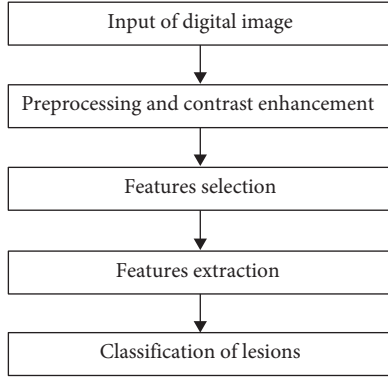 Input of digital image
Preprocessing and contrast enhancement
Features selection
Features extraction
Classification of lesions